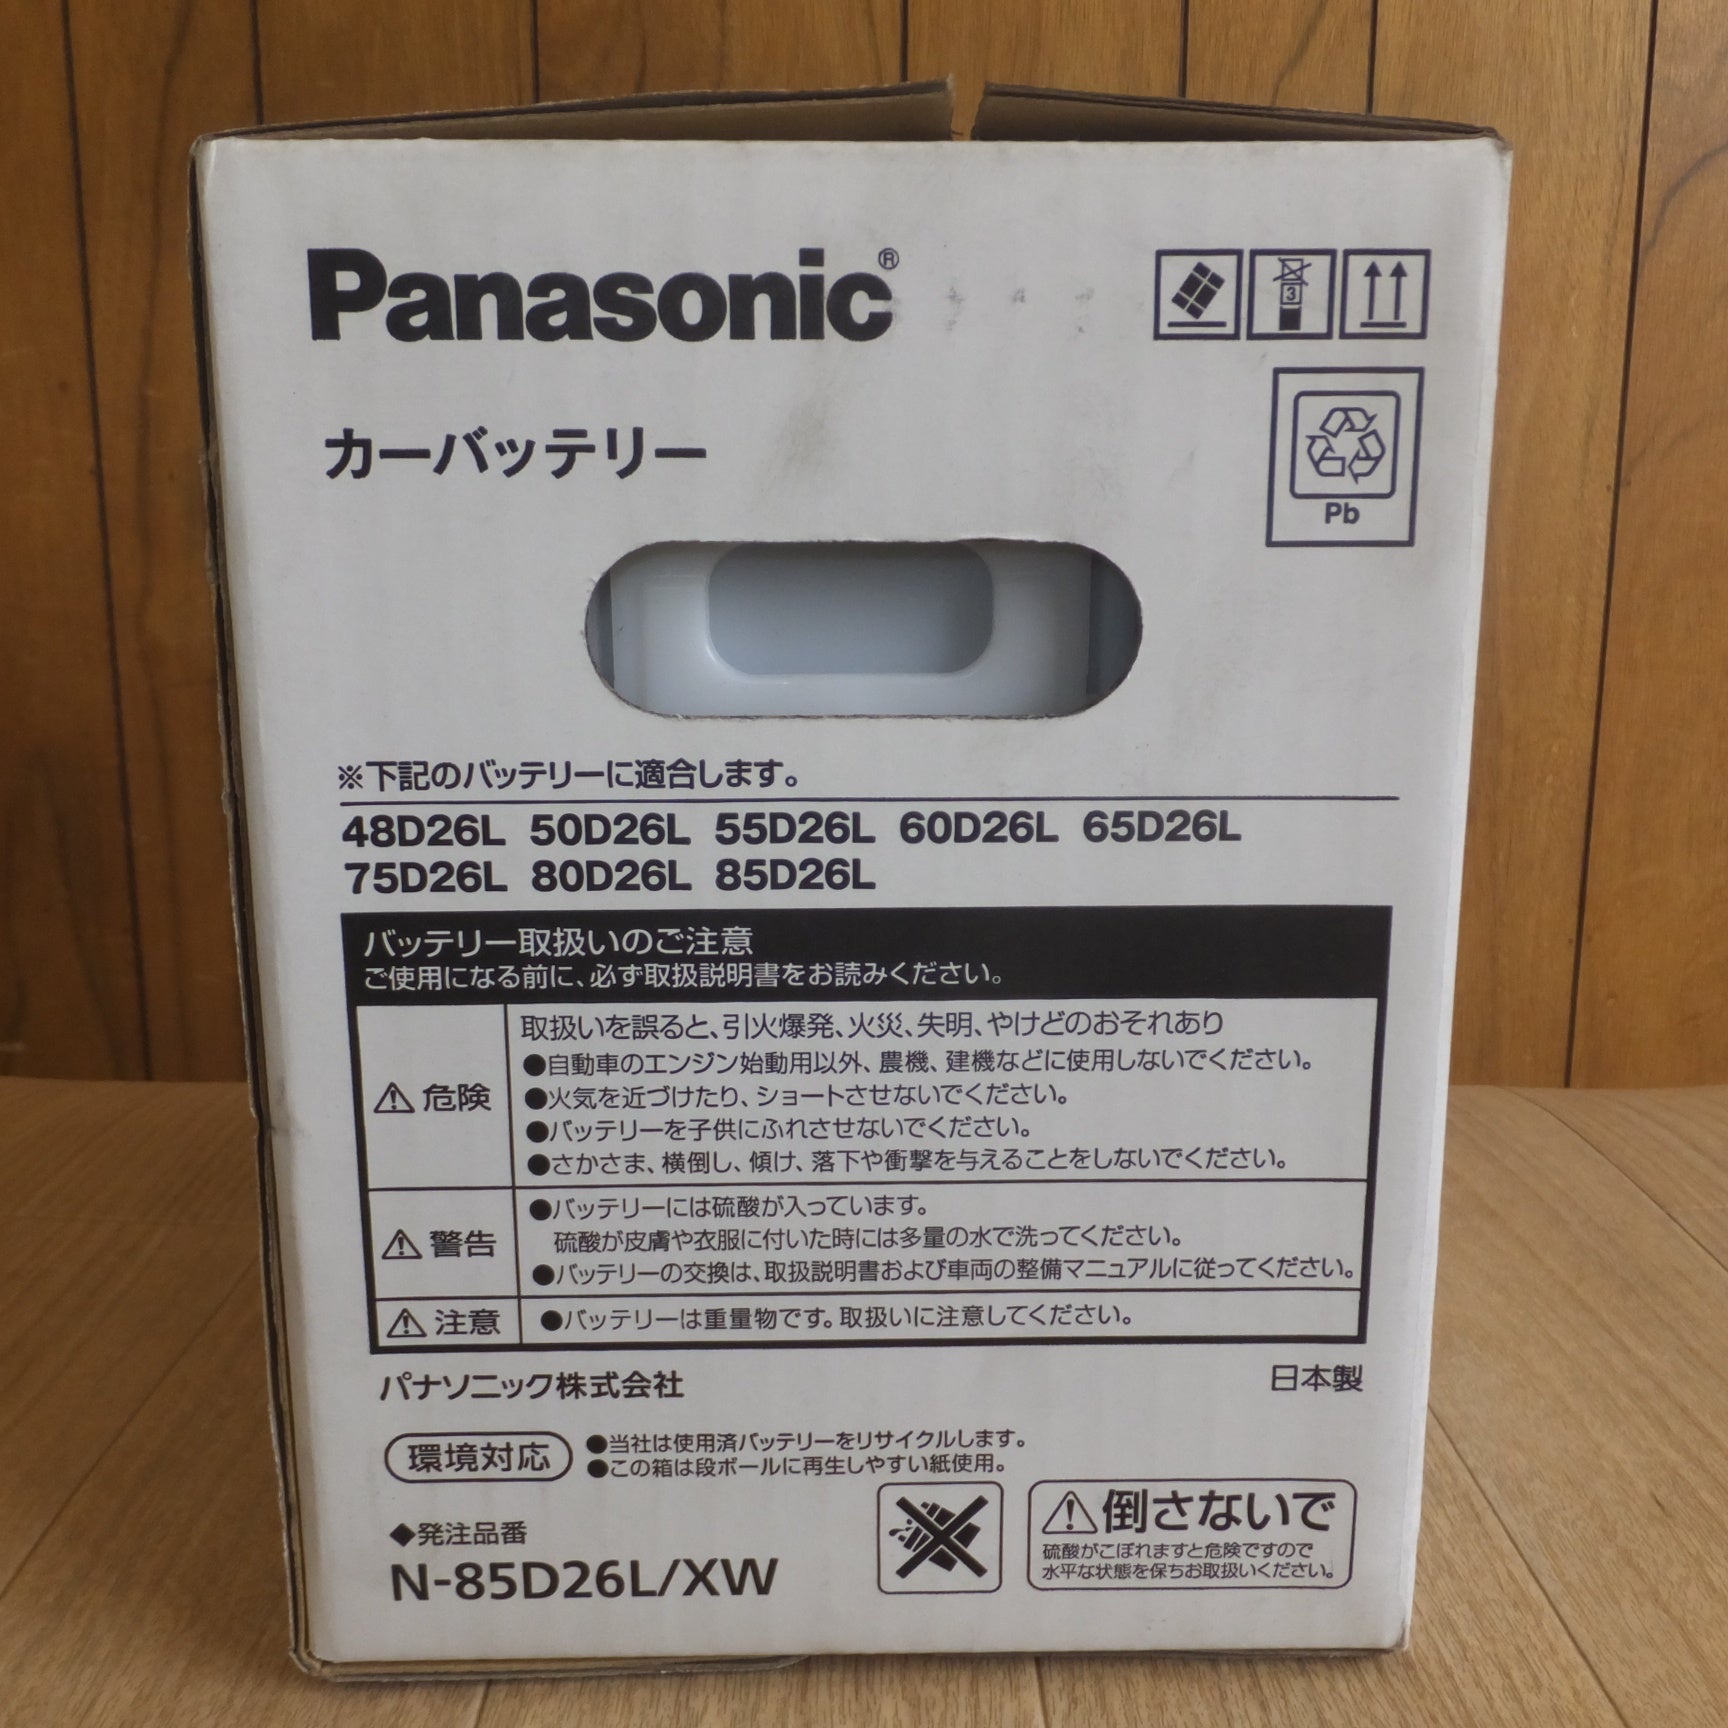 Panasonic®
3
カーバッテリー
Pb
※下記のバッテリーに適合します。
48D26L 50D26L 55D26L 60D26L 65D26L
75D26L 80D26L 85D26L
バッテリー取扱いのご注意
ご使用になる前に、必ず取扱説明書をお読みください。
⚠危険
取扱いを誤ると、引火爆発、火災、失明、やけどのおそれあり
●自動車のエンジン始動用以外、農機、建機などに使用しないでください。
●火気を近づけたり、ショートさせないでください。
●バッテリーを子供にふれさせないでください。
●さかさま、横倒し、傾け、落下や衝撃を与えることをしないでください。
⚠警告
●バッテリーには硫酸が入っています。
硫酸が皮膚や衣服に付いた時には多量の水で洗ってください。
●バッテリーの交換は、取扱説明書および車両の整備マニュアルに従ってください。
⚠注意
●バッテリーは重量物です。取扱いに注意してください。
パナソニック株式会社
日本製
環境対応
●当社は使用済バッテリーをリサイクルします。
●この箱は段ボールに再生しやすい紙使用。
◆発注品番
N-85D26L/XW
⚠倒さないで
硫酸がこぼれますと危険ですので
水平な状態を保ちお取扱いください。